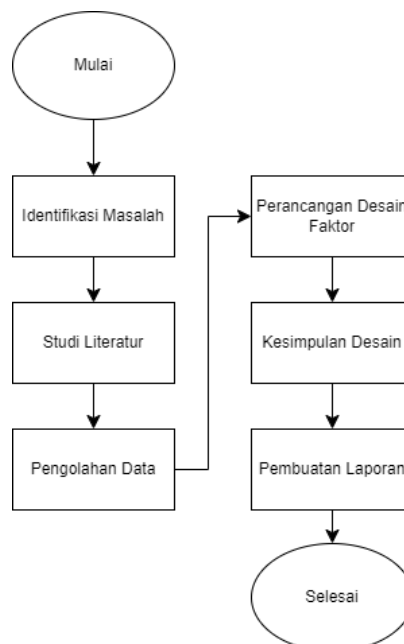 Mulai
Identifikasi Masalah
Studi Literatur
Pengolahan Data
Perancangan Desain
Faktor
Kesimpulan Desain
Pembuatan Laporan
Selesai